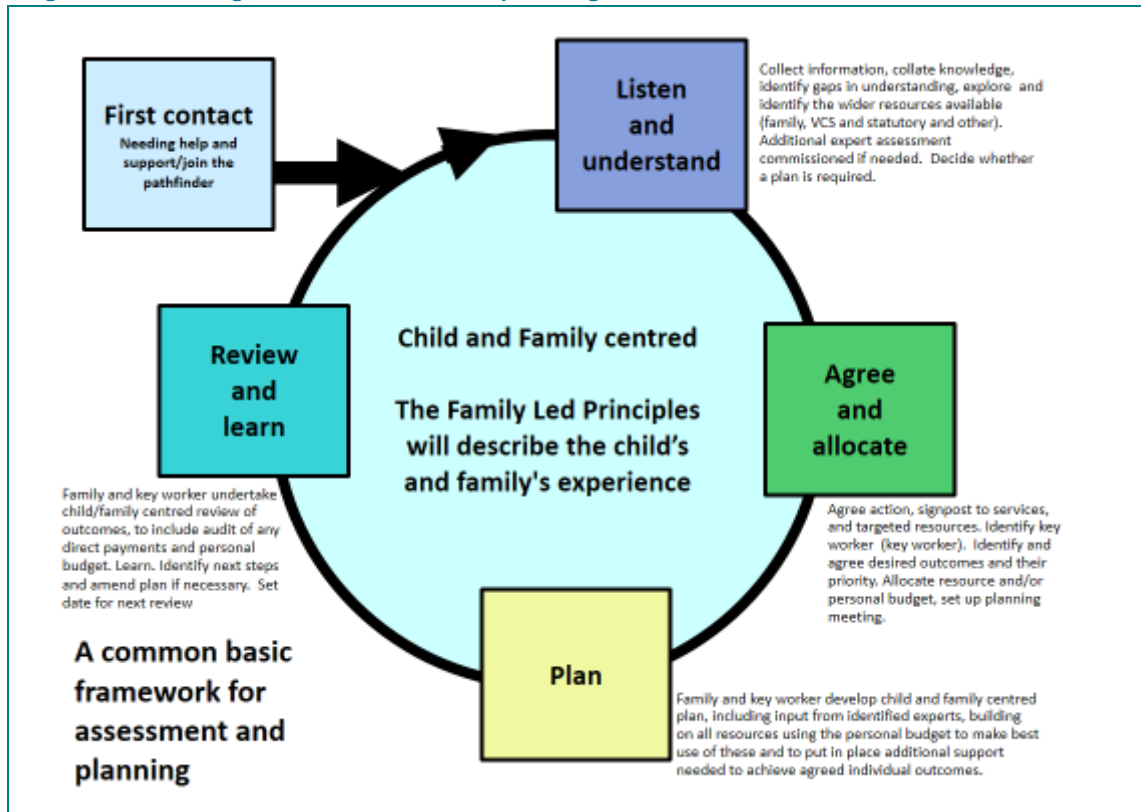 First contact
Needing help and
support/join the
pathfinder
Listen
and
understand
Collect information, collate knowledge,
identify gaps in understanding, explore and
identify the wider resources available
(family, VCS and statutory and other).
Additional expert assessment
commissioned if needed. Decide whether
a plan is required.
Child and Family centred
The Family Led Principles
will describe the child's
and family's experience
Review
and
learn
Agree
and
allocate
Family and key worker undertake
child/family centred review of
outcomes, to include audit of any
direct payments and personal
budget. Learn. Identify next steps
and amend plan if necessary. Set
date for next review
Agree action, signpost to services,
and targeted resources. Identify key
worker (key worker). Identify and
agree desired outcomes and their
priority. Allocate resource and/or
personal budget, set up planning
meeting.
Plan
Family and key worker develop child and family centred
plan, including input from identified experts, building
on all resources using the personal budget to make best
use of these and to put in place additional support
needed to achieve agreed individual outcomes.
A common basic
framework for
assessment and
planning